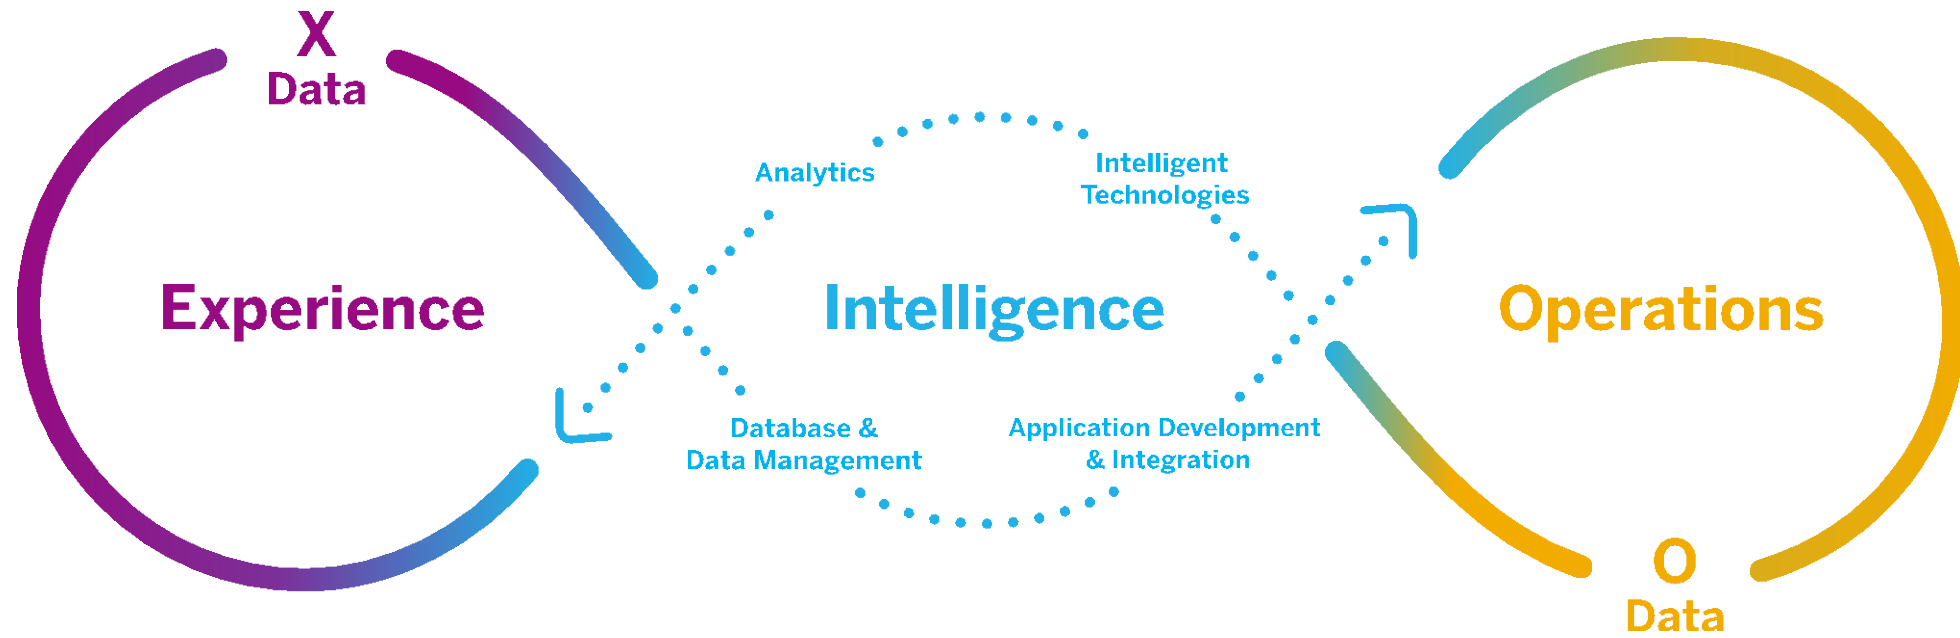 X
Data
Experience
Analytics
Intelligent
Technologies
Intelligence
Database &
Data Management
Application Development
& Integration
Operations
O
Data